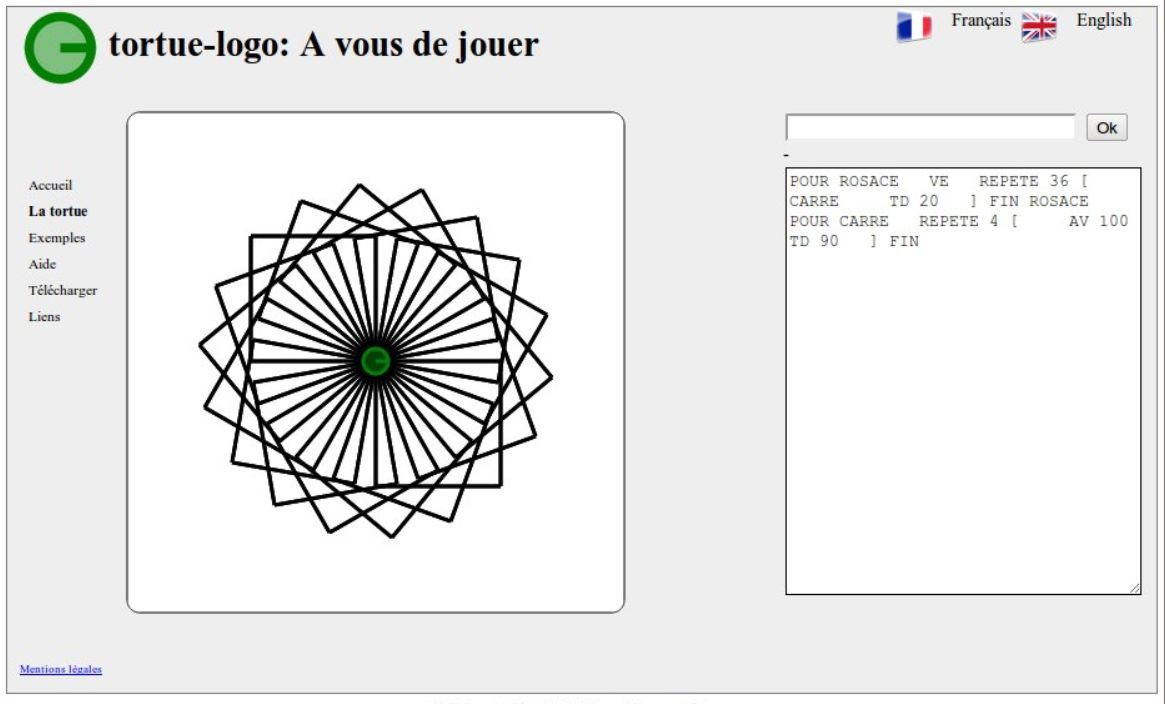 tortue-logo: A vous de jouer
Français English
Ok
-
Accueil
La tortue
Exemples
Aide
Télécharger
Liens
POUR ROSACE VE REPETE 36 [
CARRE TD 20 ] FIN ROSACE
POUR CARRE REPETE 4 [ AV 100
TD 90 ] FIN
Mentions légales